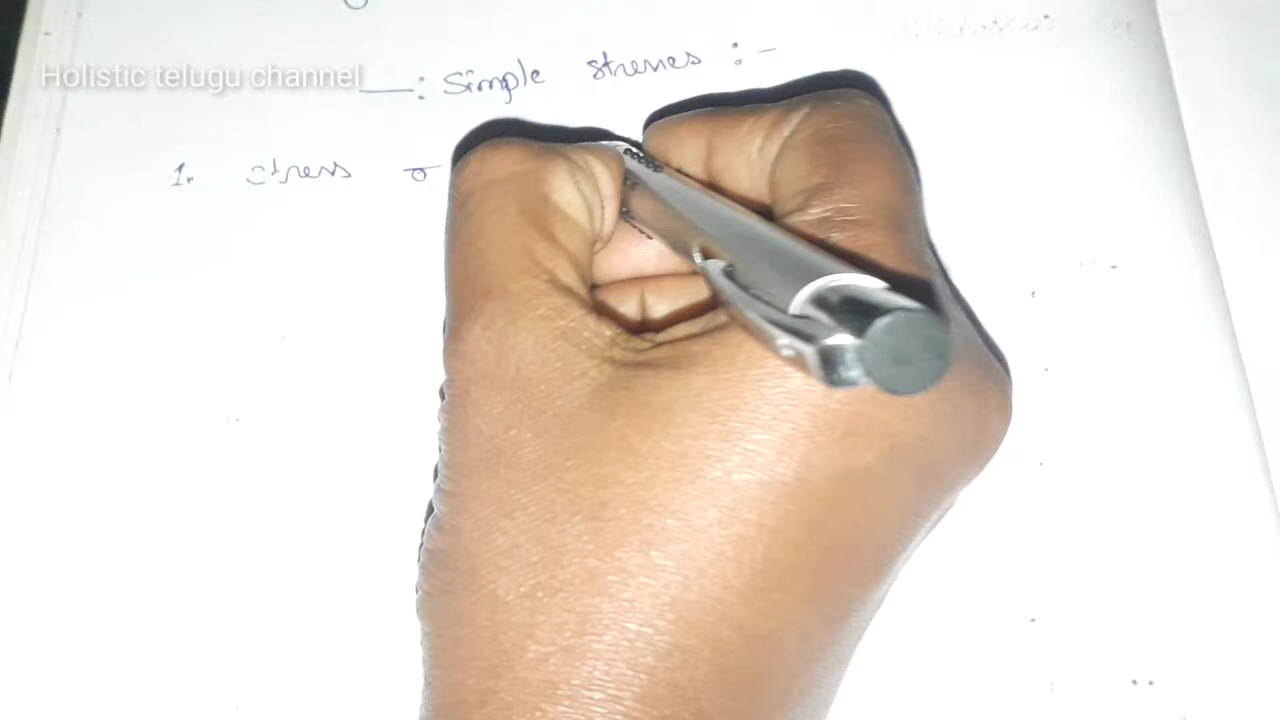 Holistic telugu channel
—: Simple stresses :-
1. stress σ